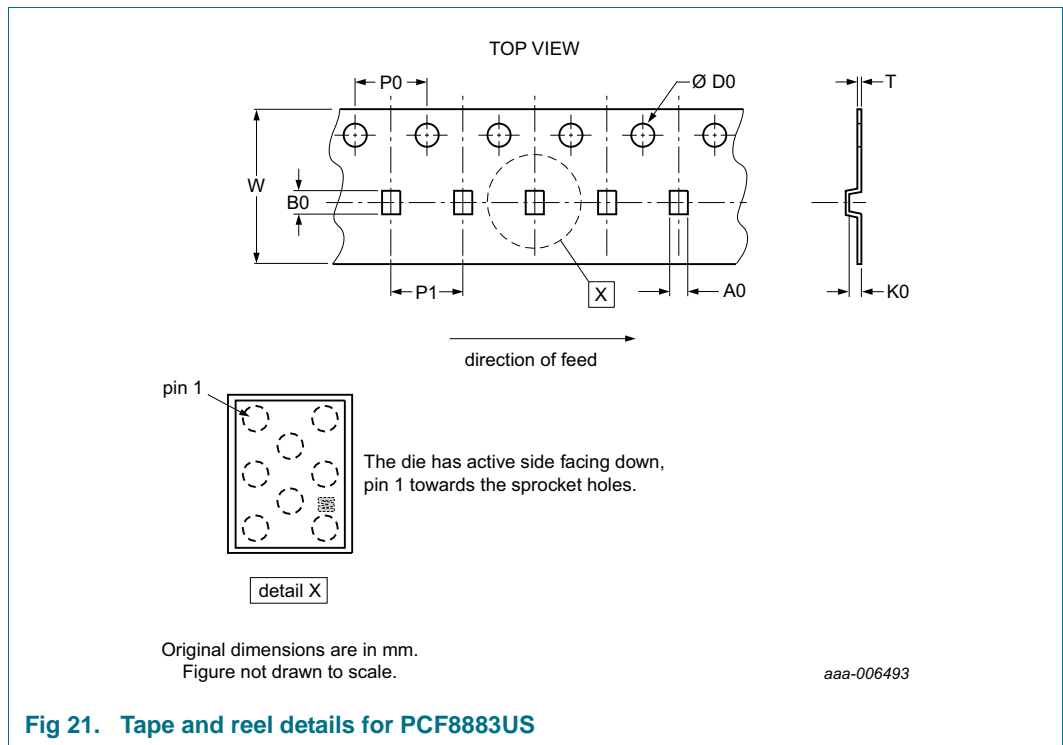 TOP VIEW
P0
Ø D0
T
W
B0
P1
X
A0
K0
direction of feed
pin 1
The die has active side facing down,
pin 1 towards the sprocket holes.
detail X
Original dimensions are in mm.
Figure not drawn to scale.
aaa-006493
Fig 21. Tape and reel details for PCF8883US